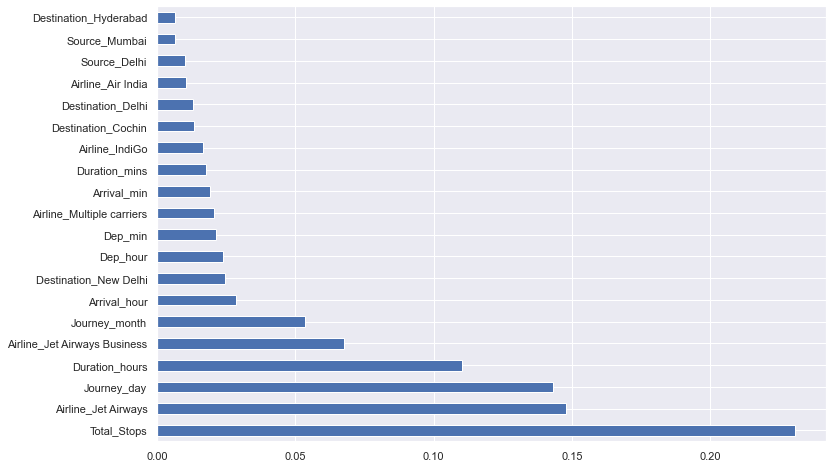 Destination_Hyderabad
Source_Mumbai
Source_Delhi
Airline_Air India
Destination_Delhi
Destination_Cochin
Airline_IndiGo
Duration_mins
Arrival_min
Airline_Multiple carriers
Dep_min
Dep_hour
Destination_New Delhi
Arrival_hour
Journey_month
Airline_Jet Airways Business
Duration_hours
Journey_day
Airline_Jet Airways
Total_Stops
0.00 0.05 0.10 0.15 0.20